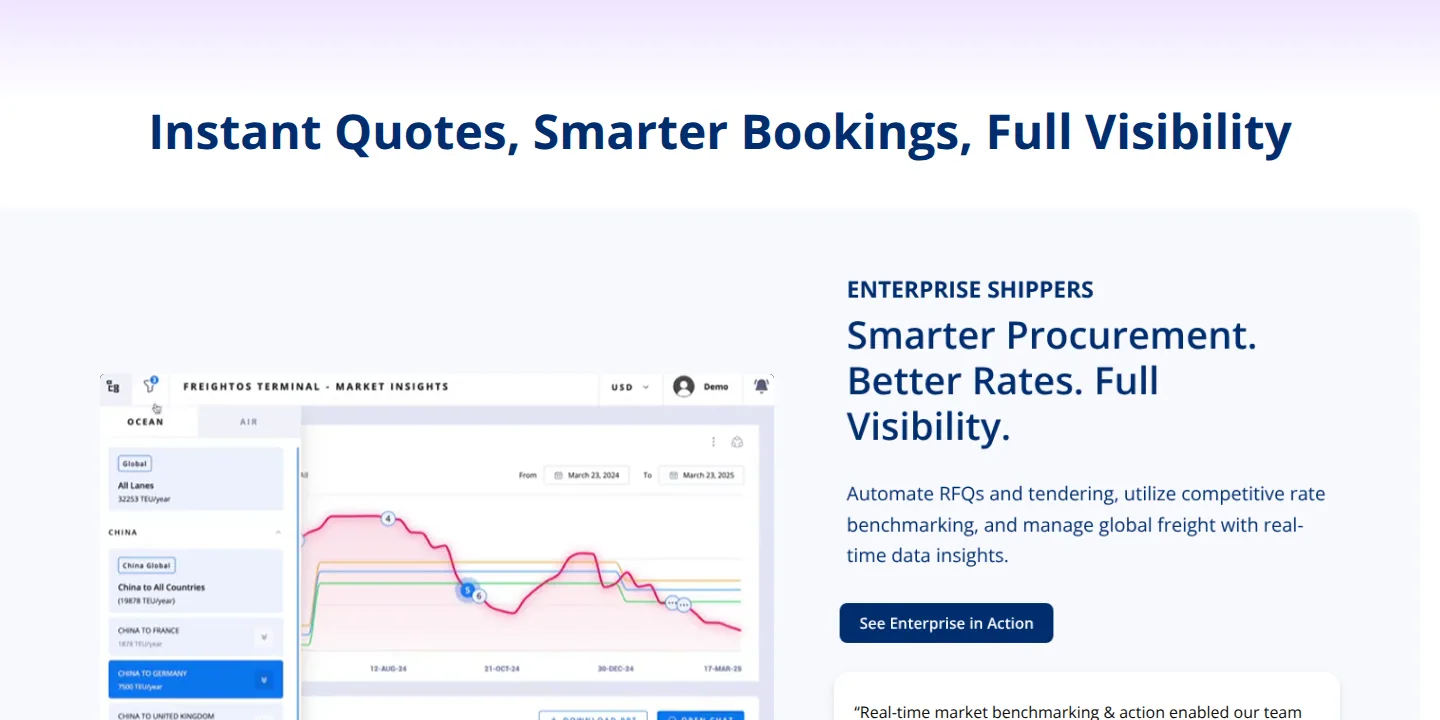 Instant Quotes, Smarter Bookings, Full Visibility
ENTERPRISE SHIPPERS
Smarter Procurement.
Better Rates. Full
Visibility.
Automate RFQs and tendering, utilize competitive rate
benchmarking, and manage global freight with real-
time data insights.
See Enterprise in Action
“Real-time market benchmarking & action enabled our team
FREIGHTOS TERMINAL - MARKET INSIGHTS
USD
Demo
OCEAN
AIR
Global
All Lanes
32253 TEU/year
CHINA
China Global
China to All Countries
(19878 TEU/year)
CHINA TO FRANCE
1878 TEU/year
CHINA TO GERMANY
7500 TEU/year
CHINA TO UNITED KINGDOM
From
March 23, 2024
To
March 23, 2025
4
5
6
12-AUG-24
21-OCT-24
30-DEC-24
17-MAR-25